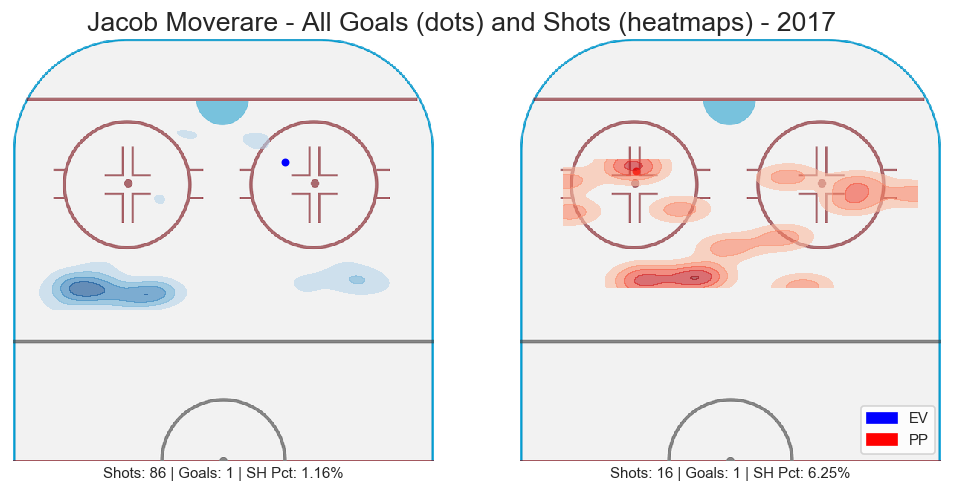 Jacob Moverare - All Goals (dots) and Shots (heatmaps) - 2017
EV
PP
Shots: 86 | Goals: 1 | SH Pct: 1.16%
Shots: 16 | Goals: 1 | SH Pct: 6.25%